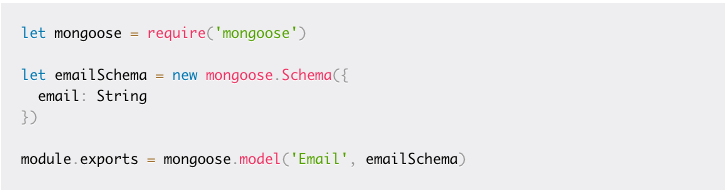 let mongoose = require('mongoose')
let emailSchema = new mongoose.Schema({
  email: String
})
module.exports = mongoose.model('Email', emailSchema)